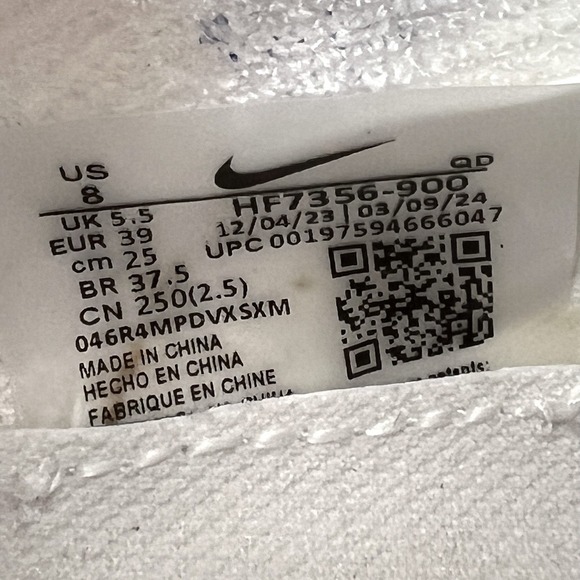 US
8
UK 5.5
EUR 39
cm 25
BR 37.5
CN 250(2.5)
046R4MPDVXSXM
MADE IN CHINA
HECHO EN CHINA
FABRIQUE EN CHINE
QD
HF7356-900
12/04/23 | 03/09/24
UPC 00197594666047
patents: